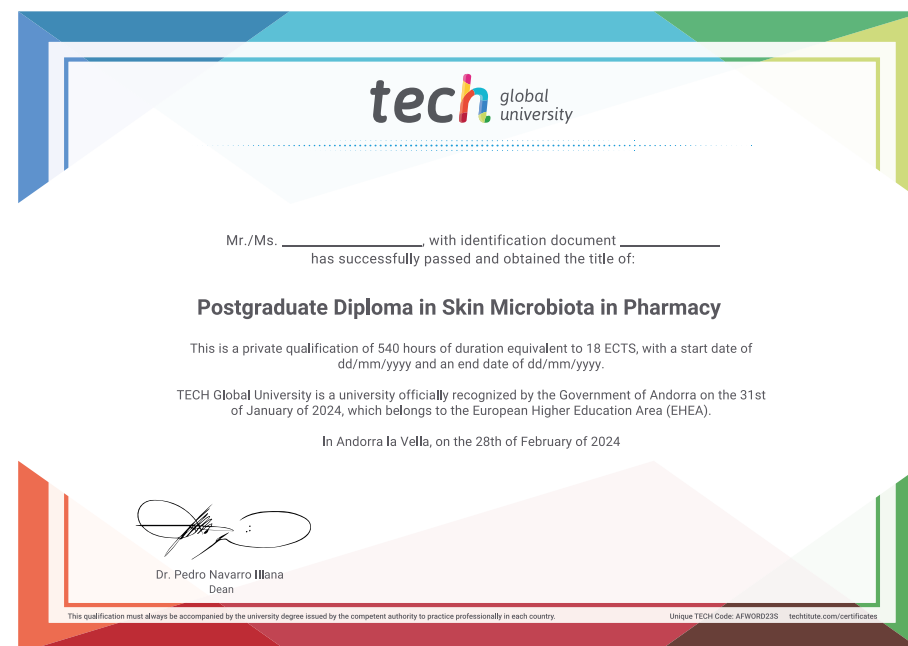 tech global university
Mr./Ms. ____________, with identification document ____________
has successfully passed and obtained the title of:
Postgraduate Diploma in Skin Microbiota in Pharmacy
This is a private qualification of 540 hours of duration equivalent to 18 ECTS, with a start date of
dd/mm/yyyy and an end date of dd/mm/yyyy.
TECH Global University is a university officially recognized by the Government of Andorra on the 31st
of January of 2024, which belongs to the European Higher Education Area (EHEA).
In Andorra la Vella, on the 28th of February of 2024
Dr. Pedro Navarro Illana
Dean
This qualification must always be accompanied by the university degree issued by the competent authority to practice professionally in each country.
Unique TECH Code: AFWORD23S techtitute.com/certificates